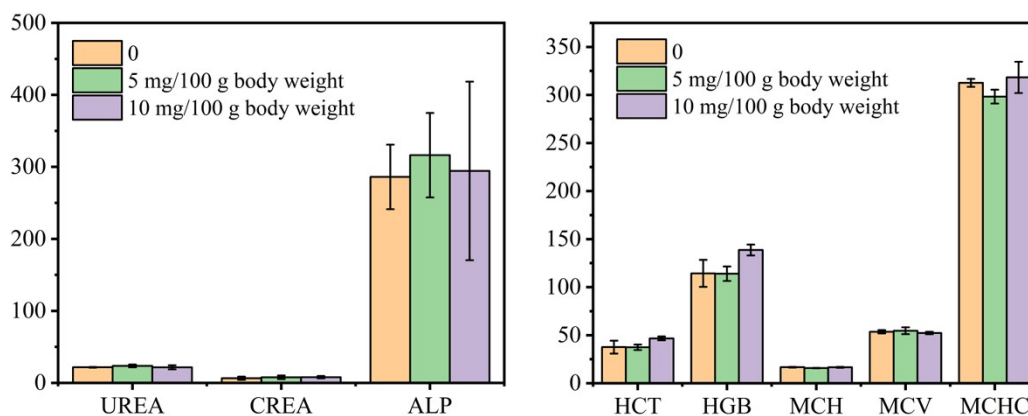 500
400
300
200
100
0
0
5 mg/100 g body weight
10 mg/100 g body weight
UREA CREA ALP
350
300
250
200
150
100
50
0
0
5 mg/100 g body weight
10 mg/100 g body weight
HCT HGB MCH MCV MCHC